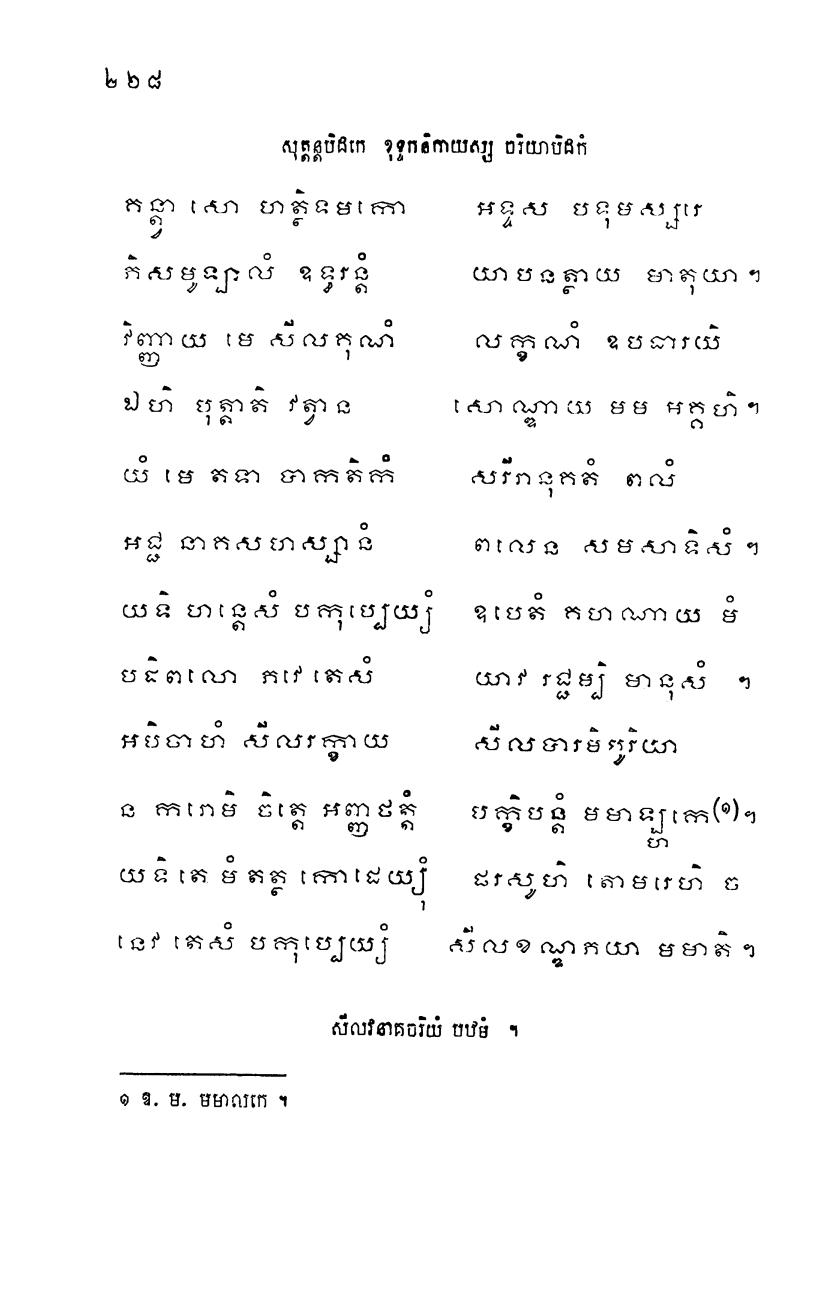 ២២៨
សុត្តន្តបិដកេ ខុទ្ទកនិកាយស្ស ចរិយាបិដកំ
គន្ត្វា សោ ហត្ថិទមកោ អទ្ទស បទុមស្សរេ
ភិសមូឡាលំ ឧទ្ធរន្តំ យាបនត្ថាយ មាតុយា ។
វិញ្ញាយ មេ សីលគុណំ លក្ខណំ ឧបធារយិ
ឯហិ បុត្តាតិ វត្វាន សោណ្ឌាយ មម អគ្គហិ ។
យំ មេ តទា បាកតិកំ សរីរានុគតំ ពលំ
អជ្ជ នាគសហស្សានំ ពលេន សមសាទិសំ ។
យទិ ហន្តេសំ បកុប្បេយ្យំ ឧបេតំ គហណាយ មំ
បដិពលោ ភវេ តេសំ យាវ រជ្ជម្បិ មានុសំ ។
អបិចាហំ សីលរក្ខាយ សីលបារមិបូរិយា
ន ករោមិ ចិត្តេ អញ្ញថត្តំ បក្ខិបន្តំ មមាឡ្ហកេ(១) ។
យទិ តេ មំ តត្ថ កោដេយ្យុំ ផរសូហិ តោមរេហិ ច
នេវ តេសំ បកុប្បេយ្យំ សីលខណ្ឌភយា មមាតិ ។
សីលវនាគចរិយំ បឋមំ ។
១ ឱ. ម. មមាលកេ ។